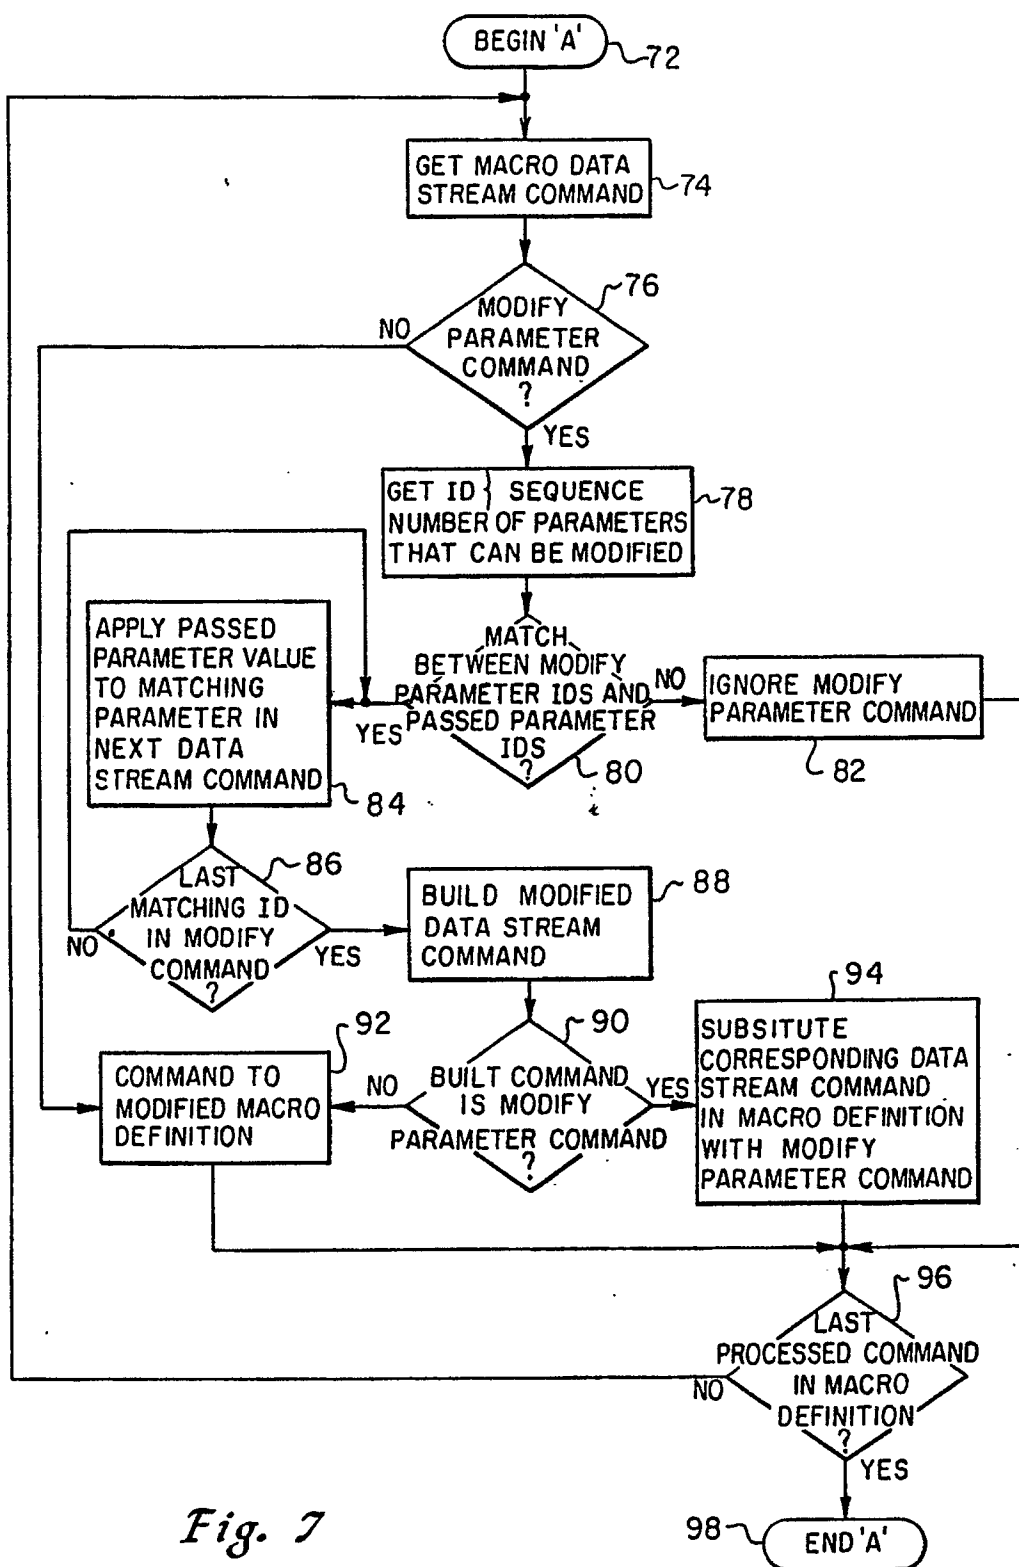 BEGIN 'A'
72
GET MACRO DATA
STREAM COMMAND
74
MODIFY
PARAMETER
COMMAND
?
76
NO
YES
GET ID } SEQUENCE
NUMBER OF PARAMETERS
THAT CAN BE MODIFIED
78
MATCH
BETWEEN MODIFY
PARAMETER IDS AND
PASSED PARAMETER
IDS
?
80
NO
YES
IGNORE MODIFY
PARAMETER COMMAND
82
APPLY PASSED
PARAMETER VALUE
TO MATCHING
PARAMETER IN
NEXT DATA
STREAM COMMAND
84
LAST
MATCHING ID
IN MODIFY
COMMAND
?
86
NO
YES
BUILD MODIFIED
DATA STREAM
COMMAND
88
BUILT COMMAND
IS MODIFY
PARAMETER COMMAND
?
90
NO
YES
COMMAND TO
MODIFIED MACRO
DEFINITION
92
SUBSITUTE
CORRESPONDING DATA
STREAM COMMAND
IN MACRO DEFINITION
WITH MODIFY
PARAMETER COMMAND
94
LAST
PROCESSED COMMAND
IN MACRO
DEFINITION
?
96
NO
YES
END 'A'
98
Fig. 7